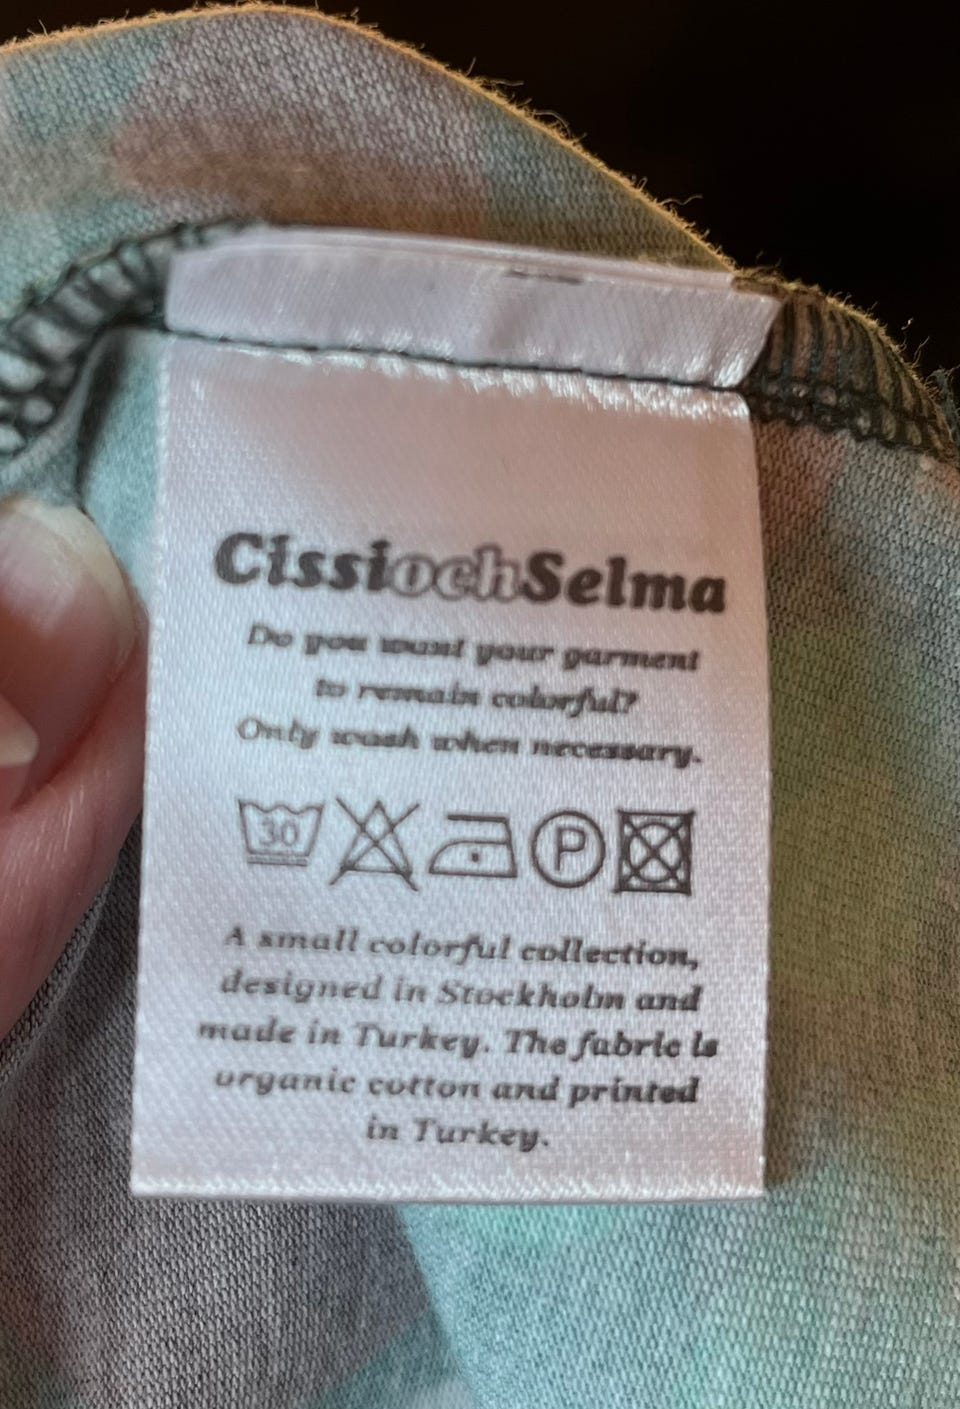 CissiochSelma
Do you want your garment
to remain colorful?
Only wash when necessary.
30 P
A small colorful collection,
designed in Stockholm and
made in Turkey. The fabric is
organic cotton and printed
in Turkey.